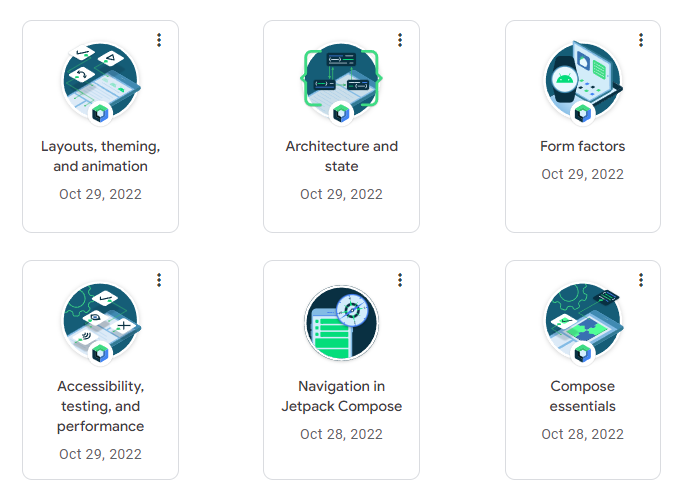 Layouts, theming,
and animation
Oct 29, 2022
Architecture and
state
Oct 29, 2022
Form factors
Oct 29, 2022
Accessibility,
testing, and
performance
Oct 29, 2022
Navigation in
Jetpack Compose
Oct 28, 2022
Compose
essentials
Oct 28, 2022